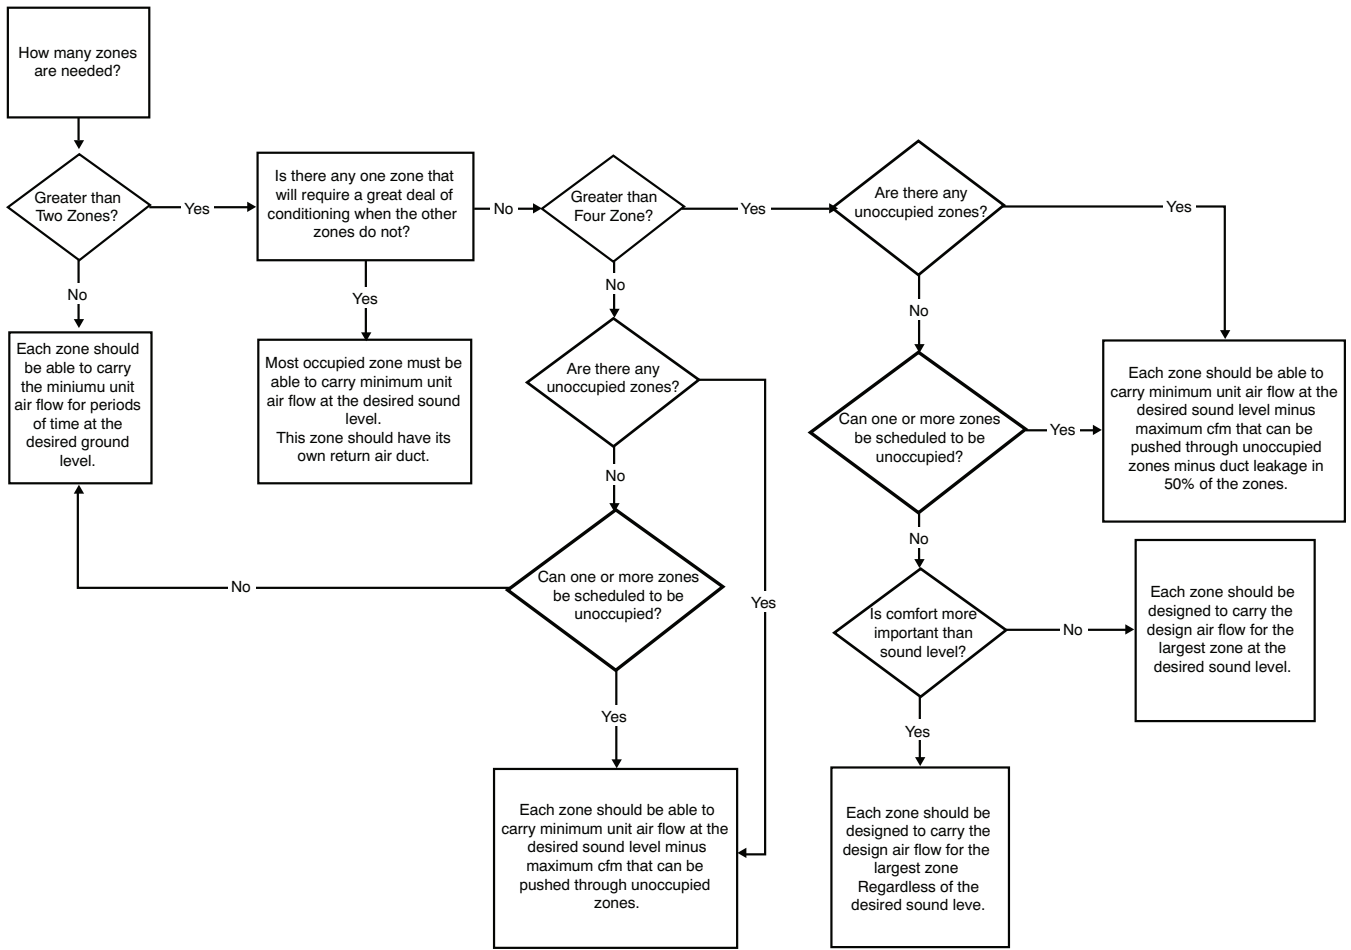 How many zones
are needed?
Greater than
Two Zones?
Yes
Is there any one zone that
will require a great deal of
conditioning when the other
zones do not?
No
Greater than
Four Zone?
Yes
Are there any
unoccupied zones?
Yes
No
Each zone should
be able to carry
the miniumu unit
air flow for periods
of time at the
desired ground
level.
Yes
Most occupied zone must be
able to carry minimum unit
air flow at the desired sound
level.
This zone should have its
own return air duct.
No
Are there any
unoccupied zones?
No
Can one or more zones
be scheduled to be
unoccupied?
No
Yes
Yes
Each zone should be able to
carry minimum unit air flow at the
desired sound level minus
maximum cfm that can be
pushed through unoccupied
zones.
No
Can one or more zones
be scheduled to be
unoccupied?
Yes
Each zone should be able to
carry minimum unit air flow at the
desired sound level minus
maximum cfm that can be
pushed through unoccupied
zones minus duct leakage in
50% of the zones.
No
Is comfort more
important than
sound level?
No
Each zone should be
designed to carry the
design air flow for the
largest zone at the
desired sound level.
Yes
Each zone should be
designed to carry the
design air flow for the
largest zone
Regardless of the
desired sound leve.